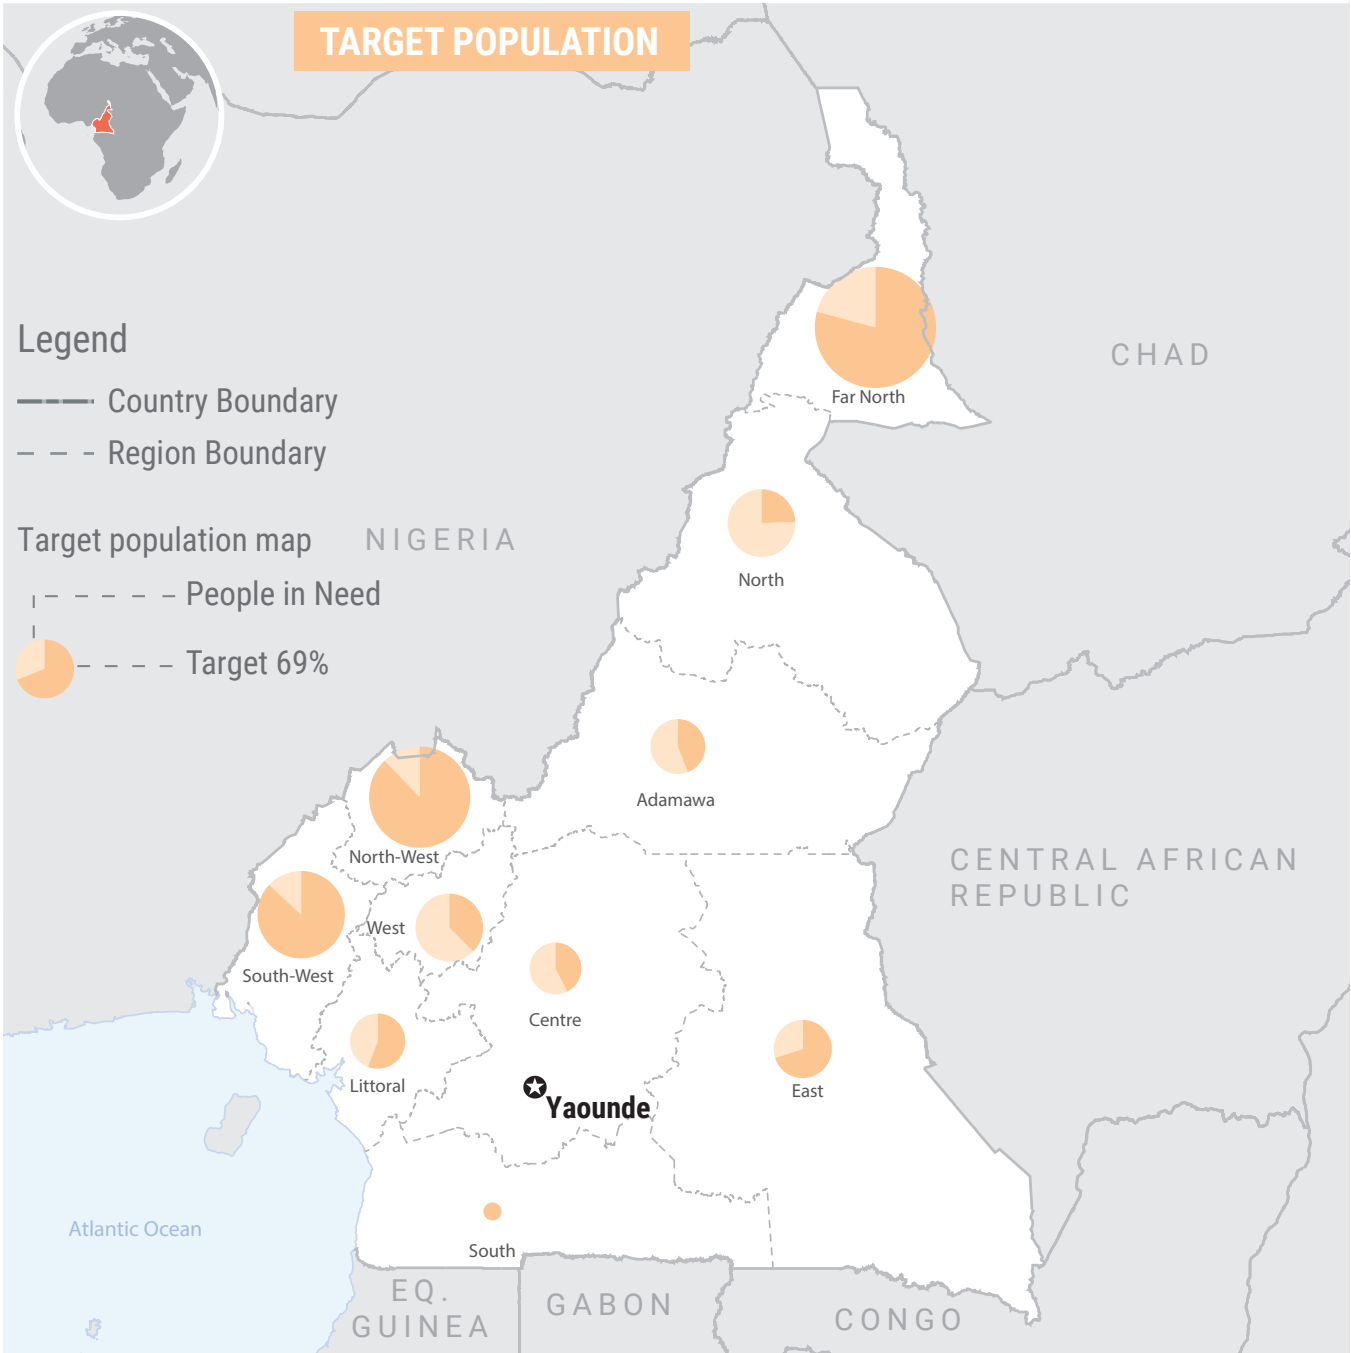 TARGET POPULATION
Legend
Country Boundary
Region Boundary
Target population map
People in Need
Target 69%
NIGERIA
CHAD
Far North
North
Adamawa
North-West
West
South-West
CENTRAL AFRICAN
REPUBLIC
Centre
Littoral
East
Yaounde
South
Atlantic Ocean
EQ.
GUINEA
GABON
CONGO